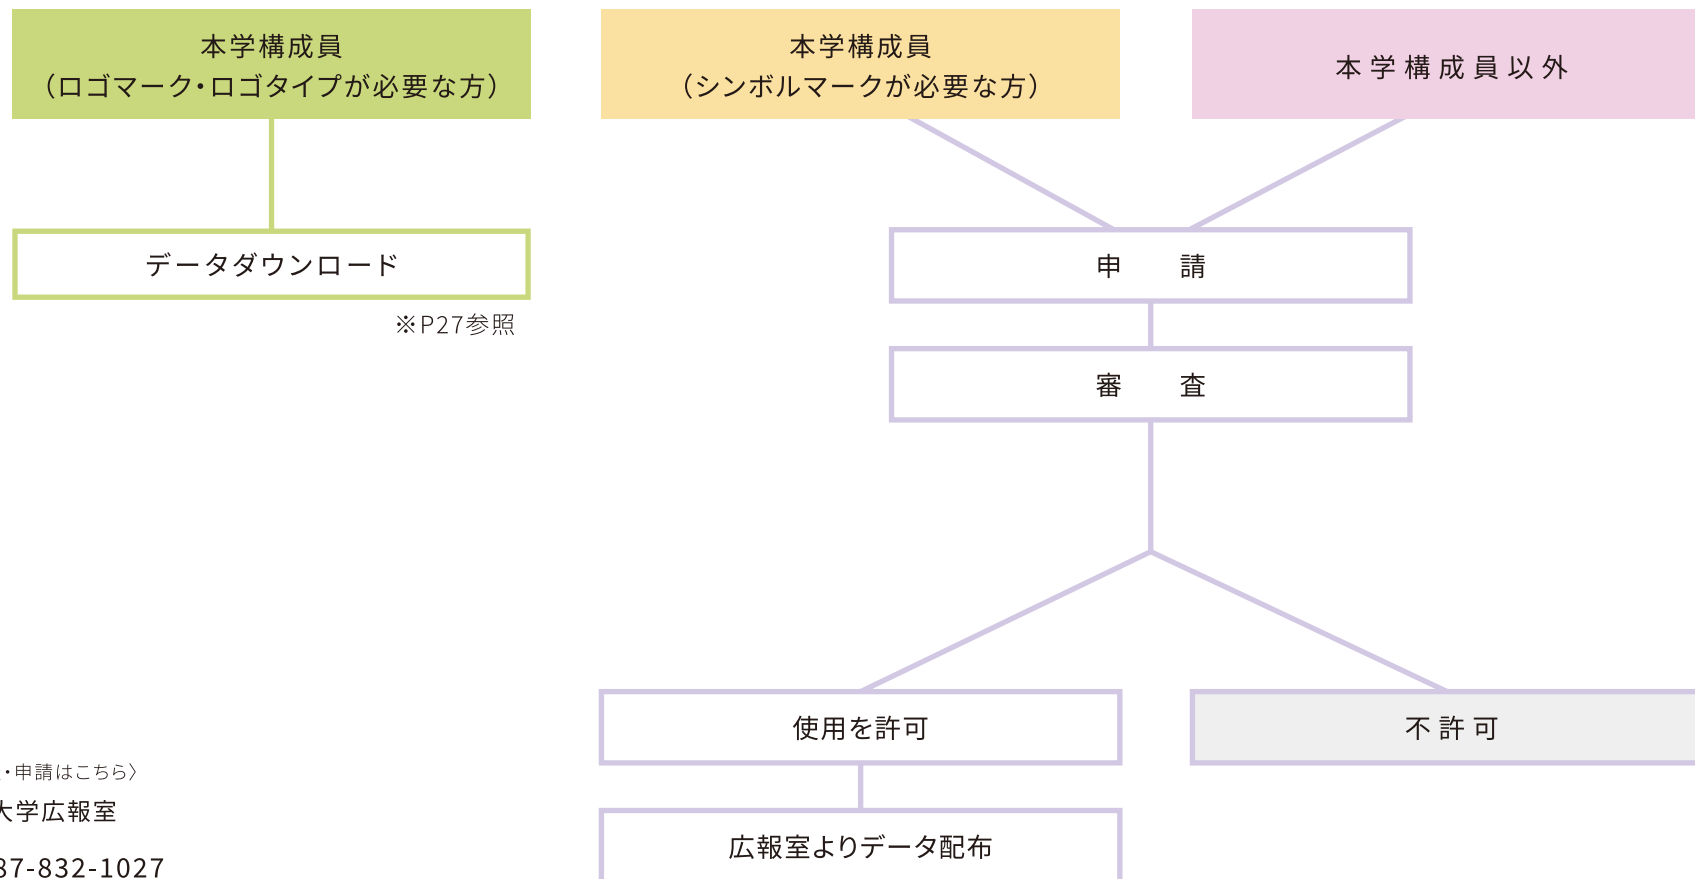 本学構成員
（ロゴマーク・ロゴタイプが必要な方）
データダウンロード
※P27参照
本学構成員
（シンボルマークが必要な方）
本学構成員以外
申　請
審　査
使用を許可
不許可
広報室よりデータ配布
・申請はこちら〉
大学広報室
87-832-1027